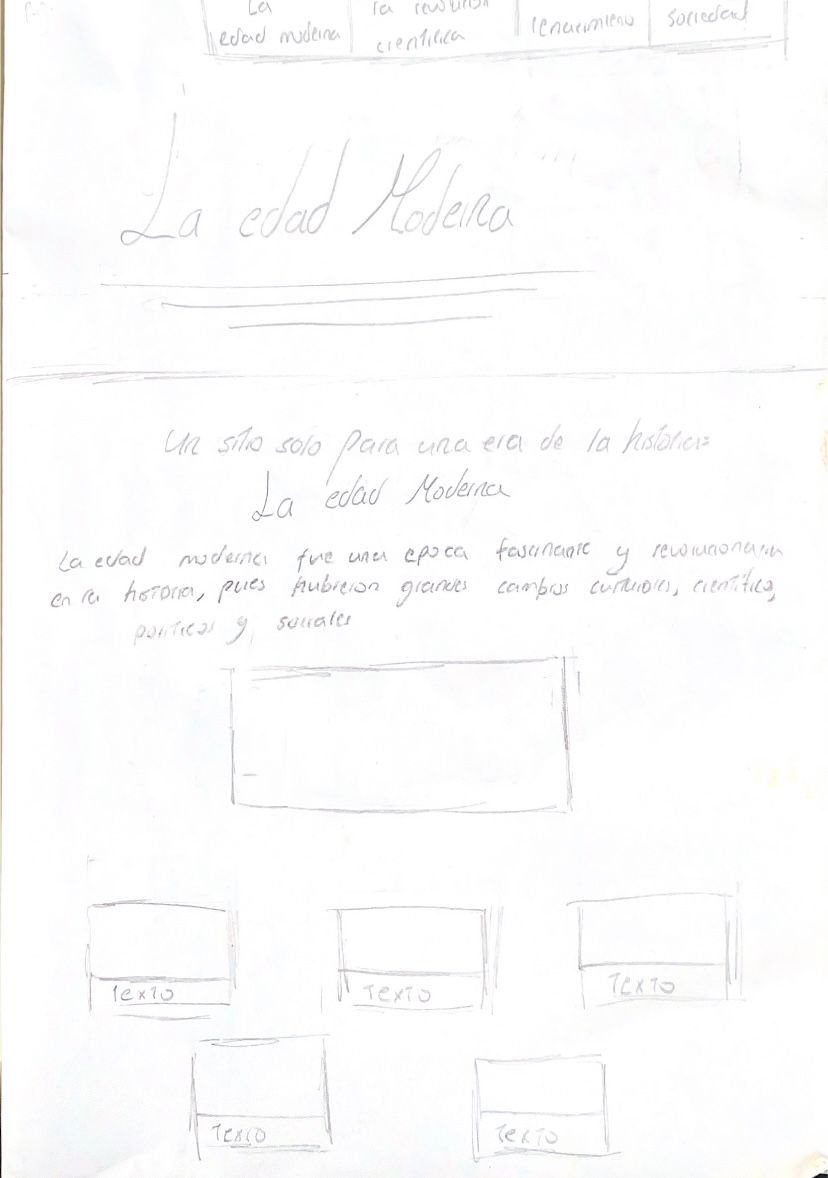 La
edad moderna
la revolución
cientifica
renacimiento
sociedad
La edad Moderna
Un sitio solo para una era de la historia:
La edad Moderna
La edad moderna fue una epoca fascinante y revolucionaria
en la historia, pues hubieron grandes cambios culturales, cientifico,
politicos y sociales
Texto
Texto
Texto
Texto
Texto